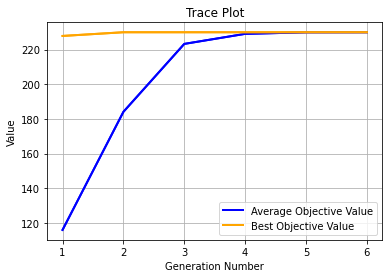 Trace Plot
Value
220
200
180
160
140
120
Average Objective Value
Best Objective Value
1 2 3 4 5 6
Generation Number